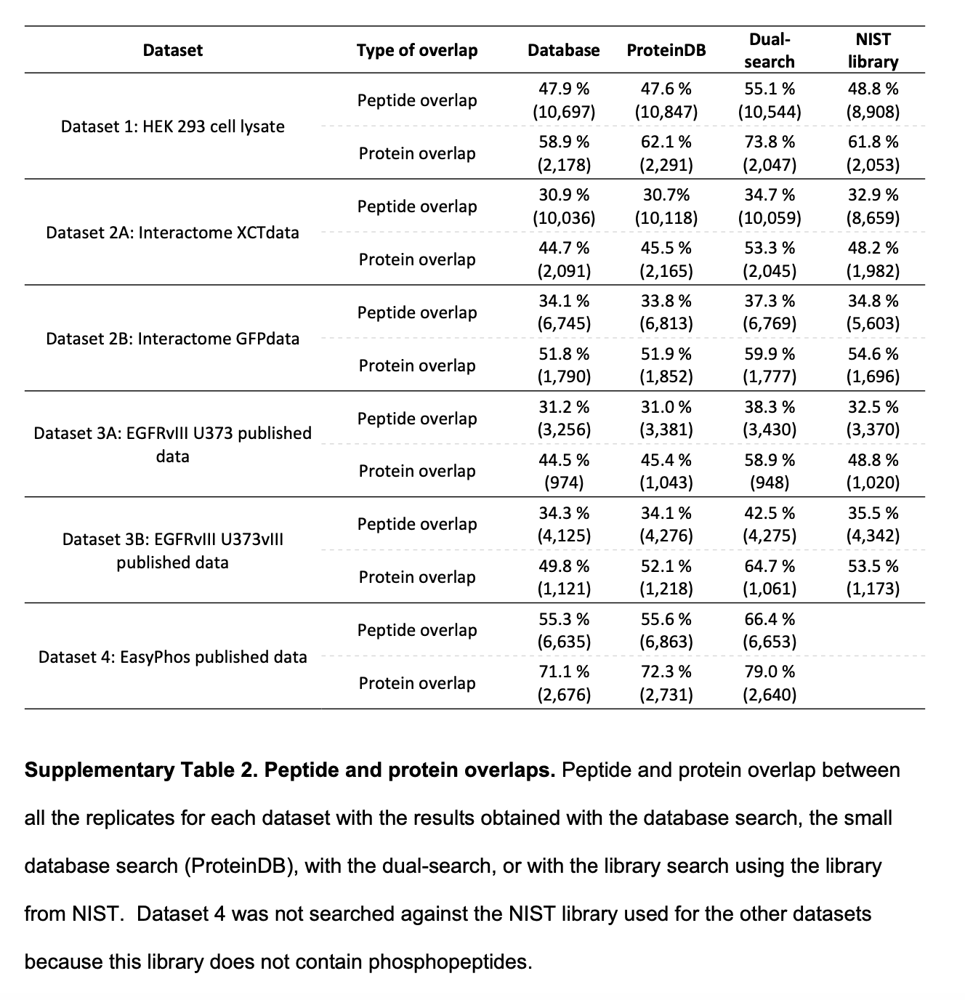 Dataset Type of overlap Database ProteinDB Dual-search NIST library
Dataset 1: HEK 293 cell lysate
Peptide overlap 47.9 % 47.6 % 55.1 % 48.8 %
(10,697) (10,847) (10,544) (8,908)
Protein overlap 58.9 % 62.1 % 73.8 % 61.8 %
(2,178) (2,291) (2,047) (2,053)
Dataset 2A: Interactome XCTdata
Peptide overlap 30.9 % 30.7% 34.7 % 32.9 %
(10,036) (10,118) (10,059) (8,659)
Protein overlap 44.7 % 45.5 % 53.3 % 48.2 %
(2,091) (2,165) (2,045) (1,982)
Dataset 2B: Interactome GFPdata
Peptide overlap 34.1 % 33.8 % 37.3 % 34.8 %
(6,745) (6,813) (6,769) (5,603)
Protein overlap 51.8 % 51.9 % 59.9 % 54.6 %
(1,790) (1,852) (1,777) (1,696)
Dataset 3A: EGFRvIII U373 published
data
Peptide overlap 31.2 % 31.0 % 38.3 % 32.5 %
(3,256) (3,381) (3,430) (3,370)
Protein overlap 44.5 % 45.4 % 58.9 % 48.8 %
(974) (1,043) (948) (1,020)
Dataset 3B: EGFRvIII U373vIII
published data
Peptide overlap 34.3 % 34.1 % 42.5 % 35.5 %
(4,125) (4,276) (4,275) (4,342)
Protein overlap 49.8 % 52.1 % 64.7 % 53.5 %
(1,121) (1,218) (1,061) (1,173)
Dataset 4: EasyPhos published data
Peptide overlap 55.3 % 55.6 % 66.4 %
(6,635) (6,863) (6,653)
Protein overlap 71.1 % 72.3 % 79.0 %
(2,676) (2,731) (2,640)
Supplementary Table 2. Peptide and protein overlaps. Peptide and protein overlap between
all the replicates for each dataset with the results obtained with the database search, the small
database search (ProteinDB), with the dual-search, or with the library search using the library
from NIST.  Dataset 4 was not searched against the NIST library used for the other datasets
because this library does not contain phosphopeptides.